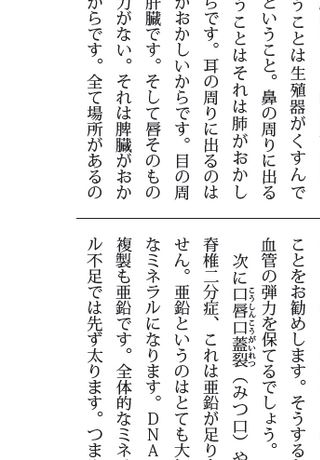 うことは生殖器がくすんで
ということ。鼻の周りに出る
うことはそれは肺がおかし
らです。耳の周りに出るのは
がおかしいからです。目の周
肝臓です。そして唇そのもの
力がない。それは脾臓がおか
からです。全て場所があるの
ことをお勧めします。そうする
血管の弾力を保てるでしょう。
こうしんこうがいれつ
次に口唇口蓋裂（みつ口）や
脊椎二分症、これは亜鉛が足り
せん。亜鉛というのはとても大
なミネラルになります。ＤＮＡ
複製も亜鉛です。全体的なミネ
ル不足では先ず太ります。つま